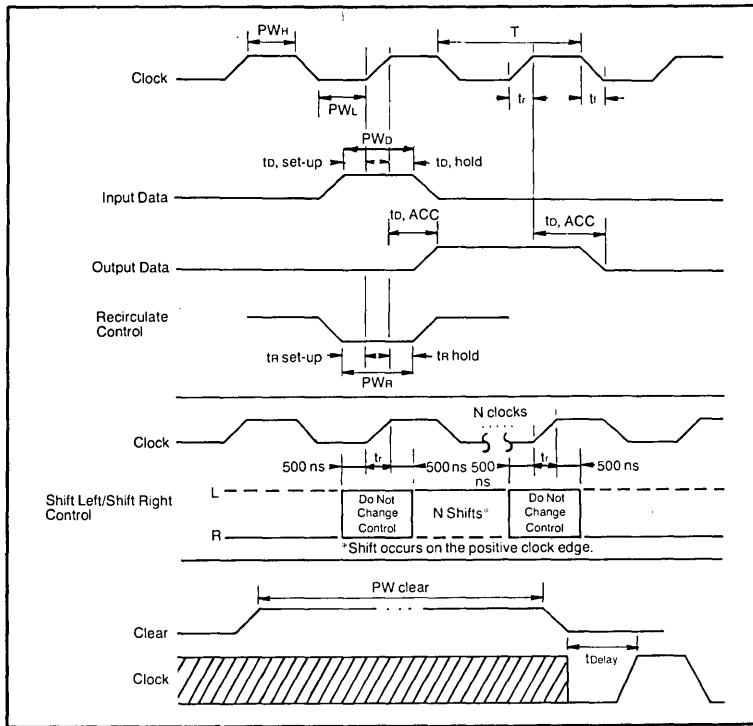 PWH
T
Clock
tr
tf
PWL
PWD
tD, set-up
tD, hold
Input Data
tD, ACC
tD, ACC
Output Data
Recirculate
Control
tR set-up
tR hold
PWR
N clocks
Clock
tr
tr
500 ns
500 ns
500
ns
500 ns
Shift Left/Shift Right
Control
L
Do Not
Change
Control
N Shifts*
Do Not
Change
Control
R
*Shift occurs on the positive clock edge.
PW clear
Clear
tDelay
Clock